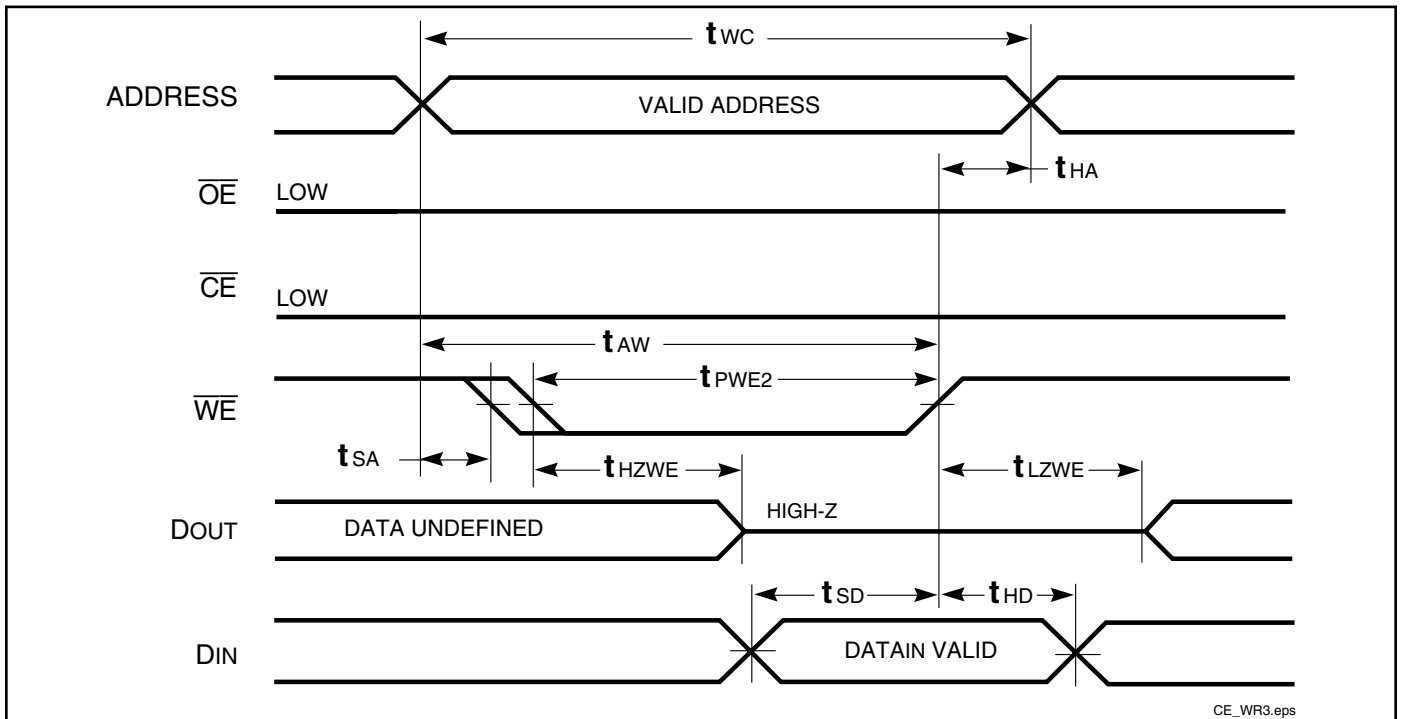 tWC
ADDRESS
VALID ADDRESS
tHA
OE
LOW
CE
LOW
tAW
tPWE2
WE
tSA
tHZWE
tLZWE
DOUT
DATA UNDEFINED
HIGH-Z
tSD
tHD
DIN
DATAIN VALID
CE_WR3.eps